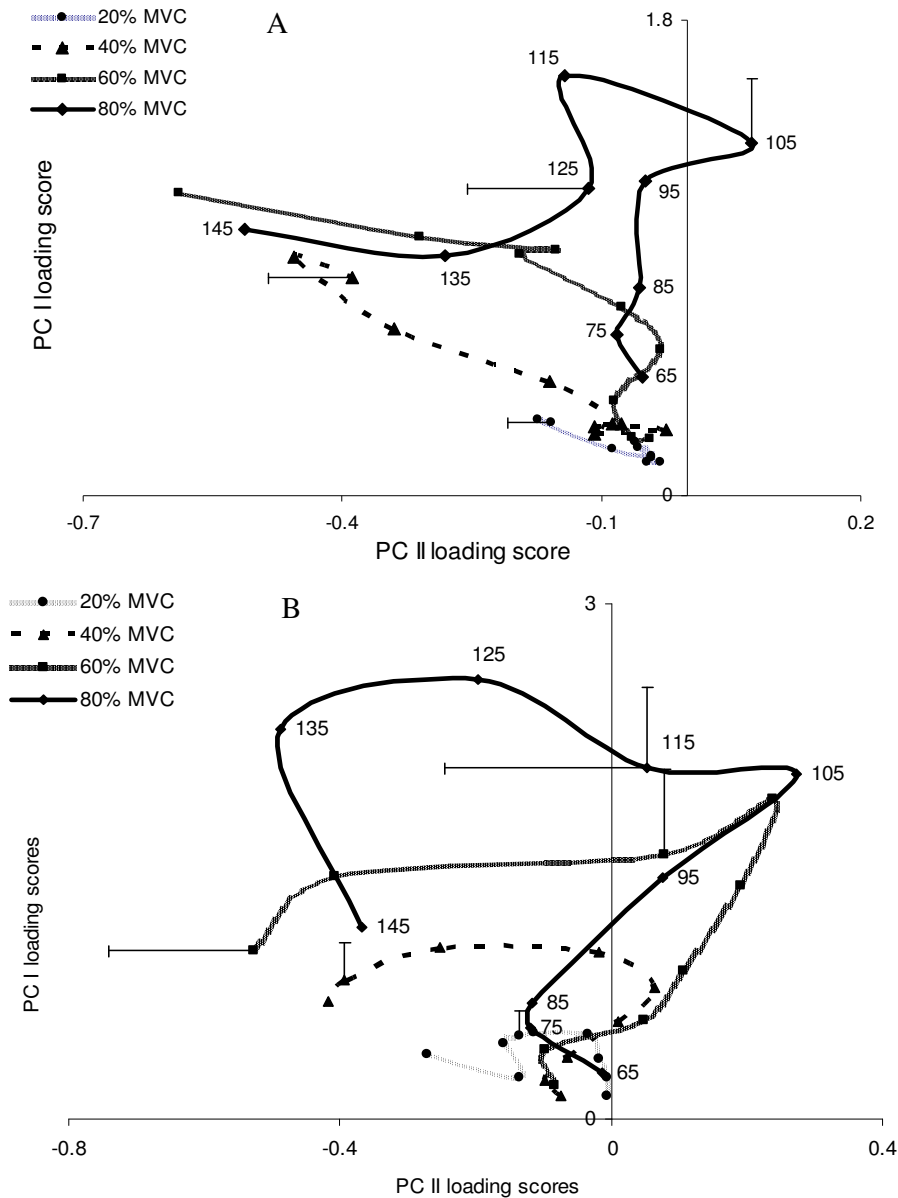 20% MVC
40% MVC
60% MVC
80% MVC
A
1.8
115
105
125
95
145
135
85
75
65
0
-0.7
-0.4
-0.1
0.2
PC I loading score
PC II loading score
20% MVC
40% MVC
60% MVC
80% MVC
B
3
125
135
115
105
95
145
85
75
65
0
-0.8
-0.4
0
0.4
PC I loading scores
PC II loading scores